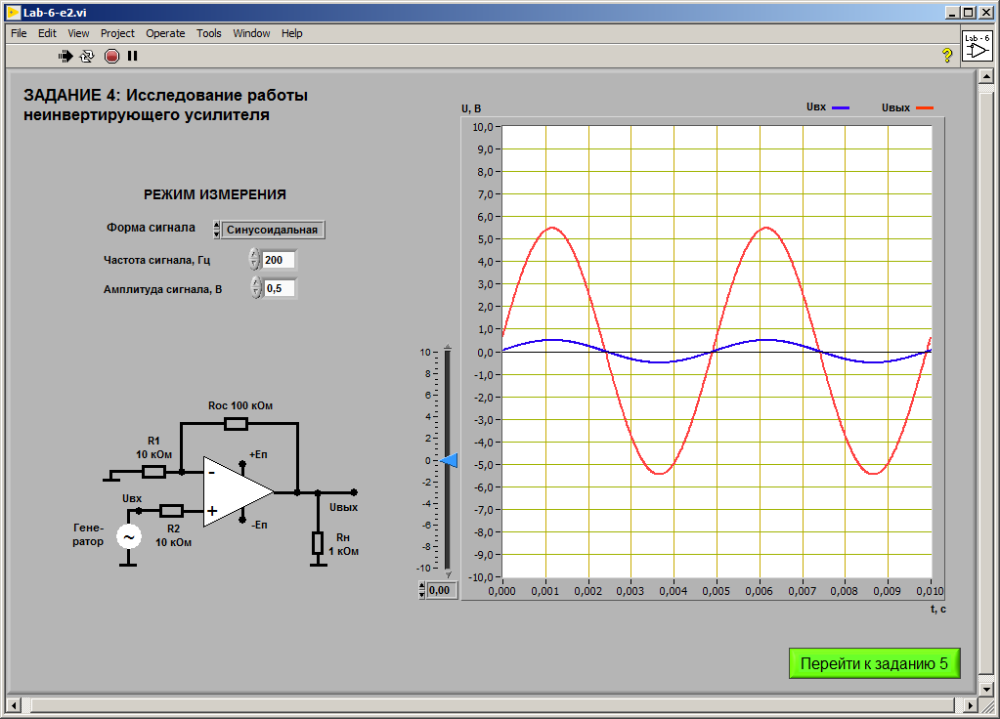 Lab-6-e2.vi
File Edit View Project Operate Tools Window Help
?
Lab - 6
ЗАДАНИЕ 4: Исследование работы
неинвертирующего усилителя
РЕЖИМ ИЗМЕРЕНИЯ
Форма сигнала Синусоидальная
Частота сигнала, Гц 200
Амплитуда сигнала, В 0,5
Rос 100 кОм
R1
10 кОм
+Eп
-
Uвх
+
Гене-
ратор
~
R2
10 кОм
-Eп
Uвых
Rн
1 кОм
10
8
6
4
2
0
-2
-4
-6
-8
-10
0,00
U, В
Uвх
Uвых
10,0
9,0
8,0
7,0
6,0
5,0
4,0
3,0
2,0
1,0
0,0
-1,0
-2,0
-3,0
-4,0
-5,0
-6,0
-7,0
-8,0
-9,0
-10,0
0,000 0,001 0,002 0,003 0,004 0,005 0,006 0,007 0,008 0,009 0,010
t, с
Перейти к заданию 5